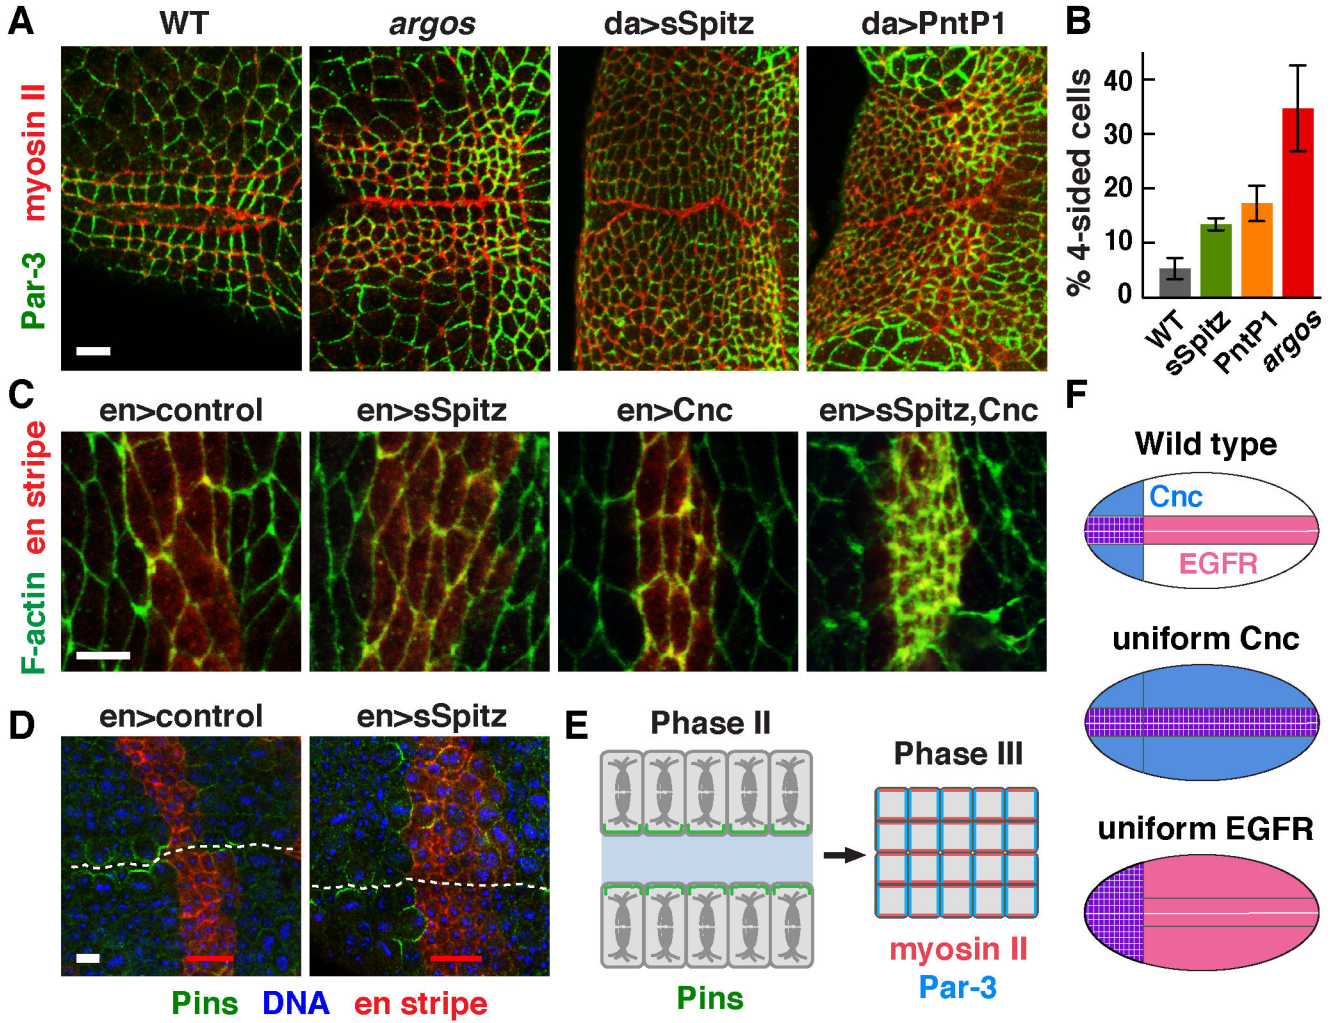 A
WT
argos
da>sSpitz
da>PntP1
Par-3 myosin II
B
% 4-sided cells
40
30
20
10
0
WT
sSpitz
PntP1
argos
C
en>control
en>sSpitz
en>Cnc
en>sSpitz,Cnc
F-actin en stripe
D
en>control
en>sSpitz
Pins DNA en stripe
E
Phase II
Pins
Phase III
myosin II
Par-3
F
Wild type
Cnc
EGFR
uniform Cnc
uniform EGFR